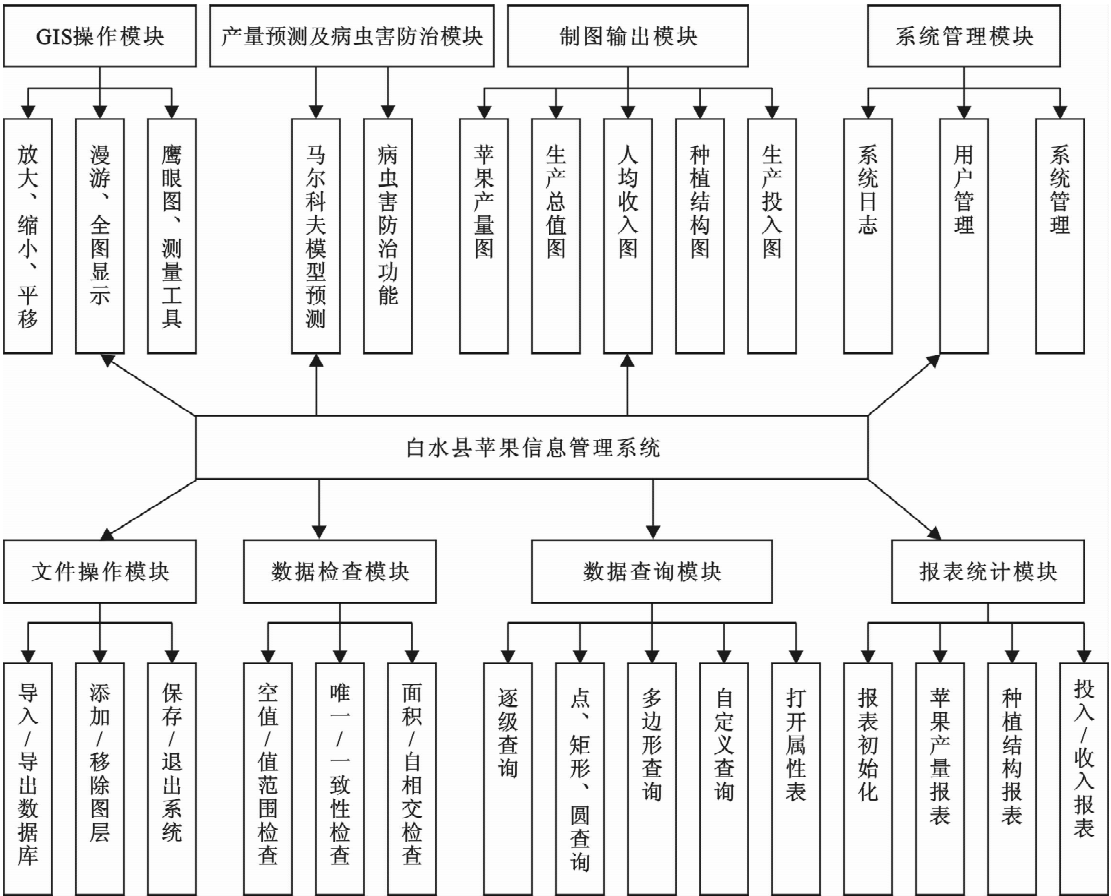 GIS操作模块
产量预测及病虫害防治模块
制图输出模块
系统管理模块
放大、缩小、平移
漫游、全图显示
鹰眼图、测量工具
马尔科夫模型预测
病虫害防治功能
苹果产量图
生产总值图
人均收入图
种植结构图
生产投入图
系统日志
用户管理
系统管理
白水县苹果信息管理系统
文件操作模块
数据检查模块
数据查询模块
报表统计模块
导入/导出数据库
添加/移除图层
保存/退出系统
空值/值范围检查
唯一/一致性检查
面积/自相交检查
逐级查询
点、矩形、圆查询
多边形查询
自定义查询
打开属性表
报表初始化
苹果产量报表
种植结构报表
投入/收入报表